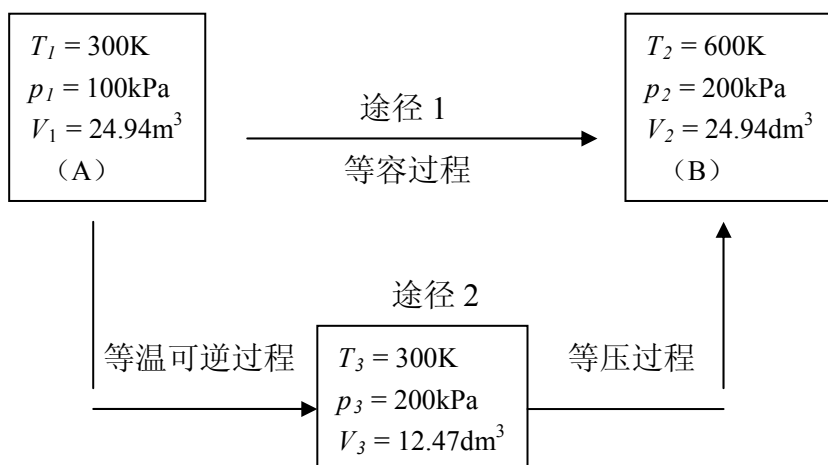 T₁ = 300K
p₁ = 100kPa
V₁ = 24.94m³
（A）
途径 1
等容过程
T₂ = 600K
p₂ = 200kPa
V₂ = 24.94dm³
（B）
途径 2
等温可逆过程
T₃ = 300K
p₃ = 200kPa
V₃ = 12.47dm³
等压过程